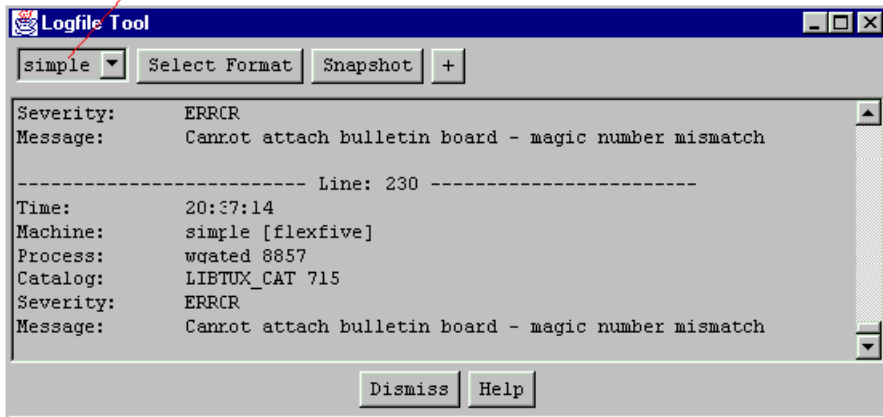 Logfile Tool
simple Select Format Snapshot +
Severity: ERROR
Message: Cannot attach bulletin board - magic number mismatch
-------------------------- Line: 230 ------------------------
Time: 20:37:14
Machine: simple [flexfive]
Process: wgated 8857
Catalog: LIBTUX_CAT 715
Severity: ERROR
Message: Cannot attach bulletin board - magic number mismatch
Dismiss Help